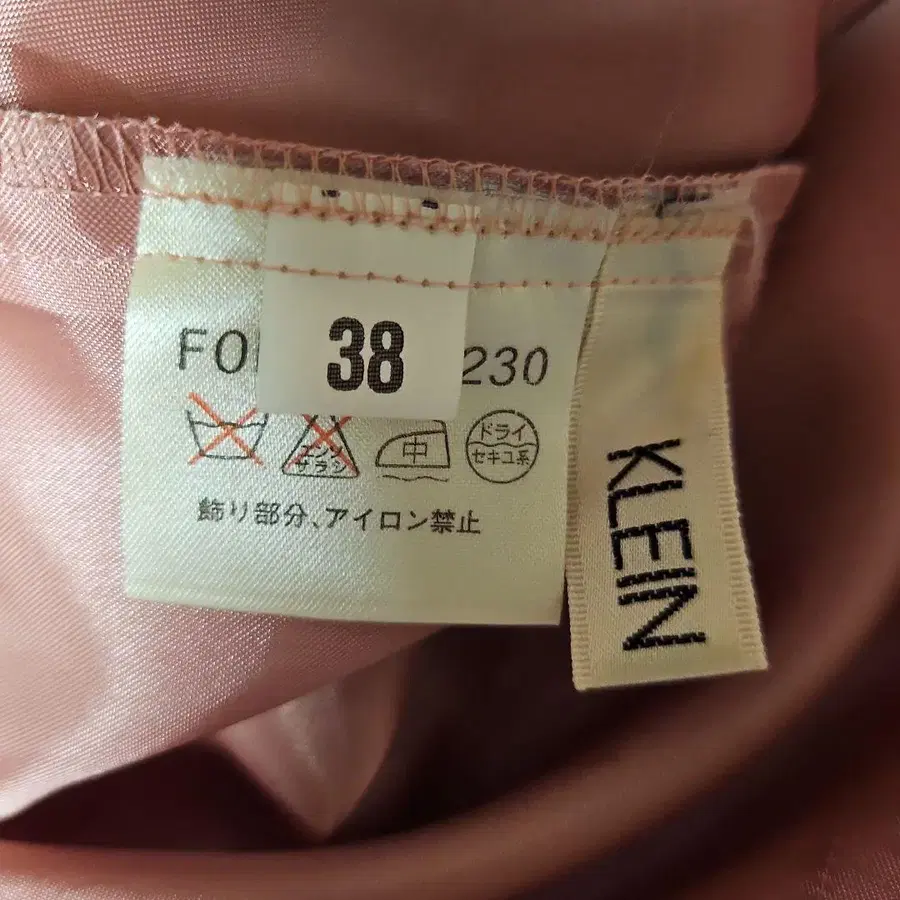 38
230
エンソ
サラシ
中
ドライ
セキユ系
飾り部分、アイロン禁止
KLEIN